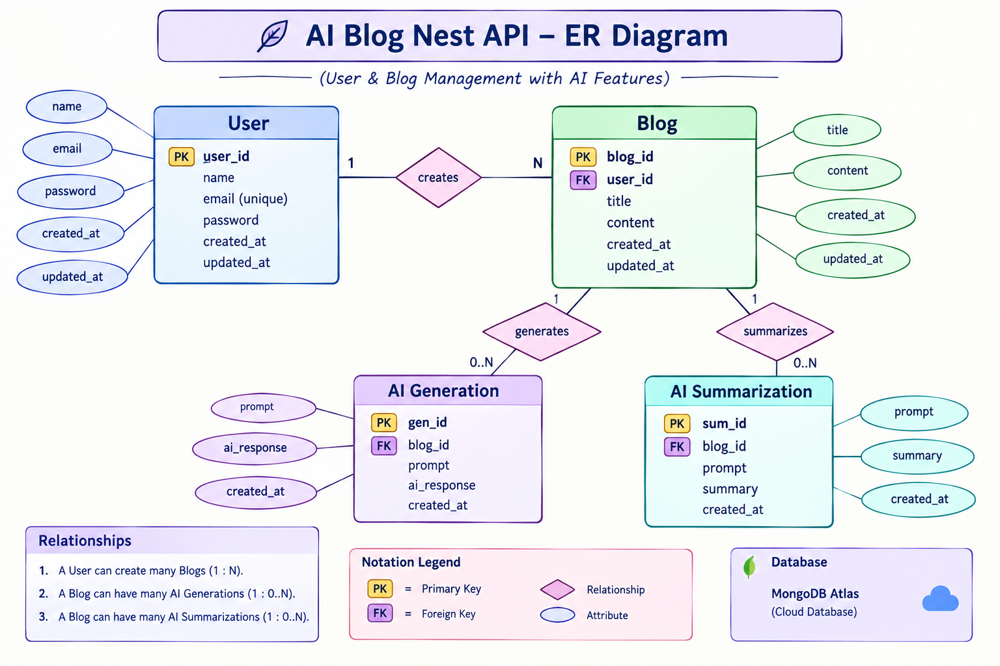 AI Blog Nest API – ER Diagram
(User & Blog Management with AI Features)
name
email
password
created_at
updated_at
User
PK user_id
name
email (unique)
password
created_at
updated_at
1
creates
N
Blog
PK blog_id
FK user_id
title
content
created_at
updated_at
title
content
created_at
updated_at
1
generates
0..N
1
summarizes
0..N
prompt
ai_response
created_at
AI Generation
PK gen_id
FK blog_id
prompt
ai_response
created_at
AI Summarization
PK sum_id
FK blog_id
prompt
summary
created_at
prompt
summary
created_at
Relationships
1. A User can create many Blogs (1 : N).
2. A Blog can have many AI Generations (1 : 0..N).
3. A Blog can have many AI Summarizations (1 : 0..N).
Notation Legend
PK = Primary Key
FK = Foreign Key
Relationship
Attribute
Database
MongoDB Atlas
(Cloud Database)